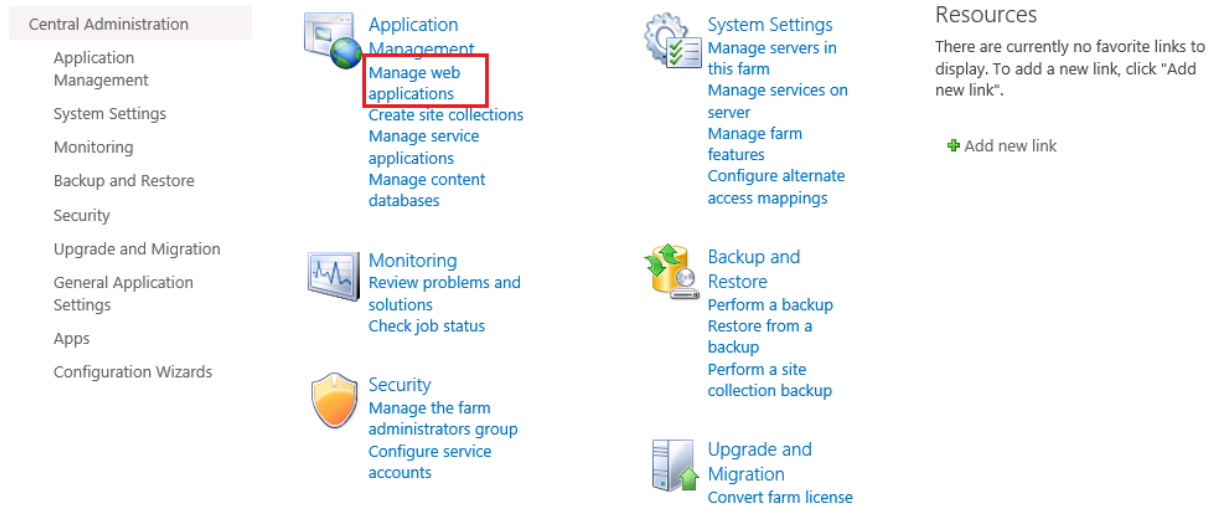 Central Administration
Application
Management
System Settings
Monitoring
Backup and Restore
Security
Upgrade and Migration
General Application
Settings
Apps
Configuration Wizards
Application
Management
Manage web
applications
Create site collections
Manage service
applications
Manage content
databases
Monitoring
Review problems and
solutions
Check job status
Security
Manage the farm
administrators group
Configure service
accounts
System Settings
Manage servers in
this farm
Manage services on
server
Manage farm
features
Configure alternate
access mappings
Backup and
Restore
Perform a backup
Restore from a
backup
Perform a site
collection backup
Upgrade and
Migration
Convert farm license
Resources
There are currently no favorite links to
display. To add a new link, click "Add
new link".
Add new link